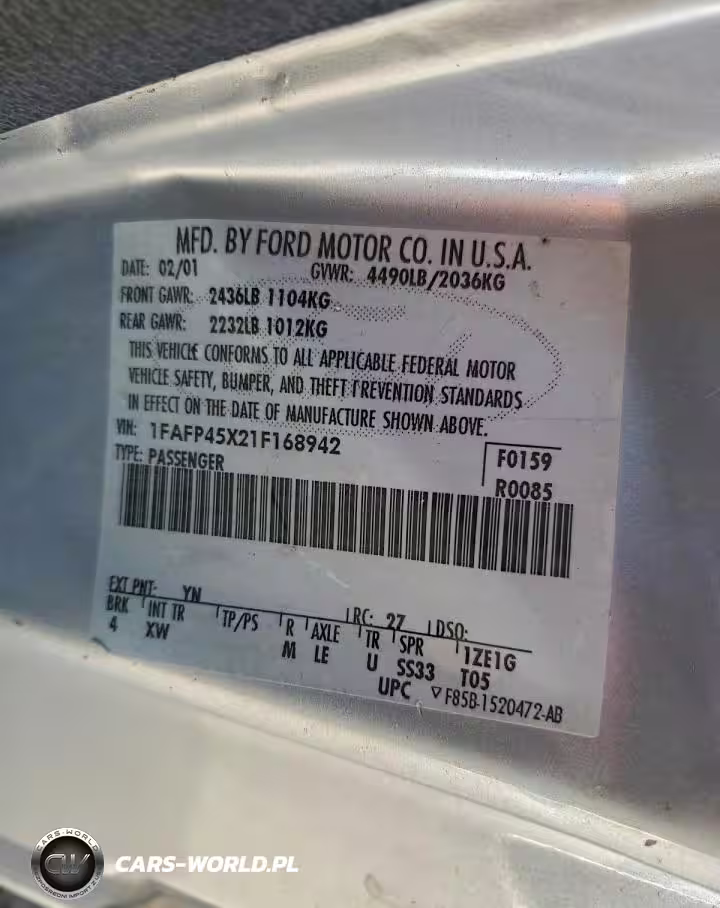 MFD. BY FORD MOTOR CO. IN U.S.A.
DATE: 02/01 GVWR: 4490LB/2036KG
FRONT GAWR: 2436LB 1104KG
REAR GAWR: 2232LB 1012KG
THIS VEHICLE CONFORMS TO ALL APPLICABLE FEDERAL MOTOR
VEHICLE SAFETY, BUMPER, AND THEFT PREVENTION STANDARDS
IN EFFECT ON THE DATE OF MANUFACTURE SHOWN ABOVE.
VIN: 1FAFP45X21F168942
TYPE: PASSENGER
F0159
R0085
EXT PNT: YN RC: 27 DSO:
BRK INT TR TP/PS R AXLE TR SPR 1ZE1G
4 XW M LE U SS33 T05
UPC ▽F85B-1520472-AB
CARS-WORLD
CW
CARS-WORLD.PL